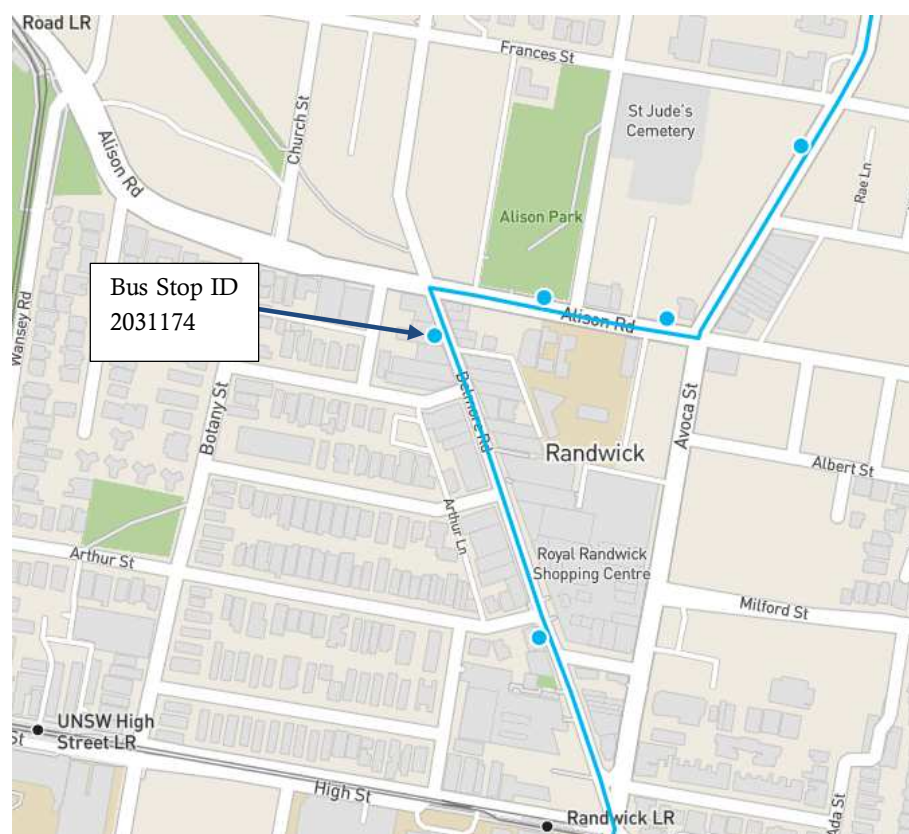 Road LR
Frances St
St Jude's
Cemetery
Church St
Alison Rd
Rae Ln
Alison Park
Bus Stop ID
2031174
Wansey Rd
Alison Rd
Belmore Rd
Botany St
Avoca St
Randwick
Albert St
Arthur Ln
Arthur St
Royal Randwick
Shopping Centre
Milford St
UNSW High
Street LR
St
High St
Randwick LR
Ada St